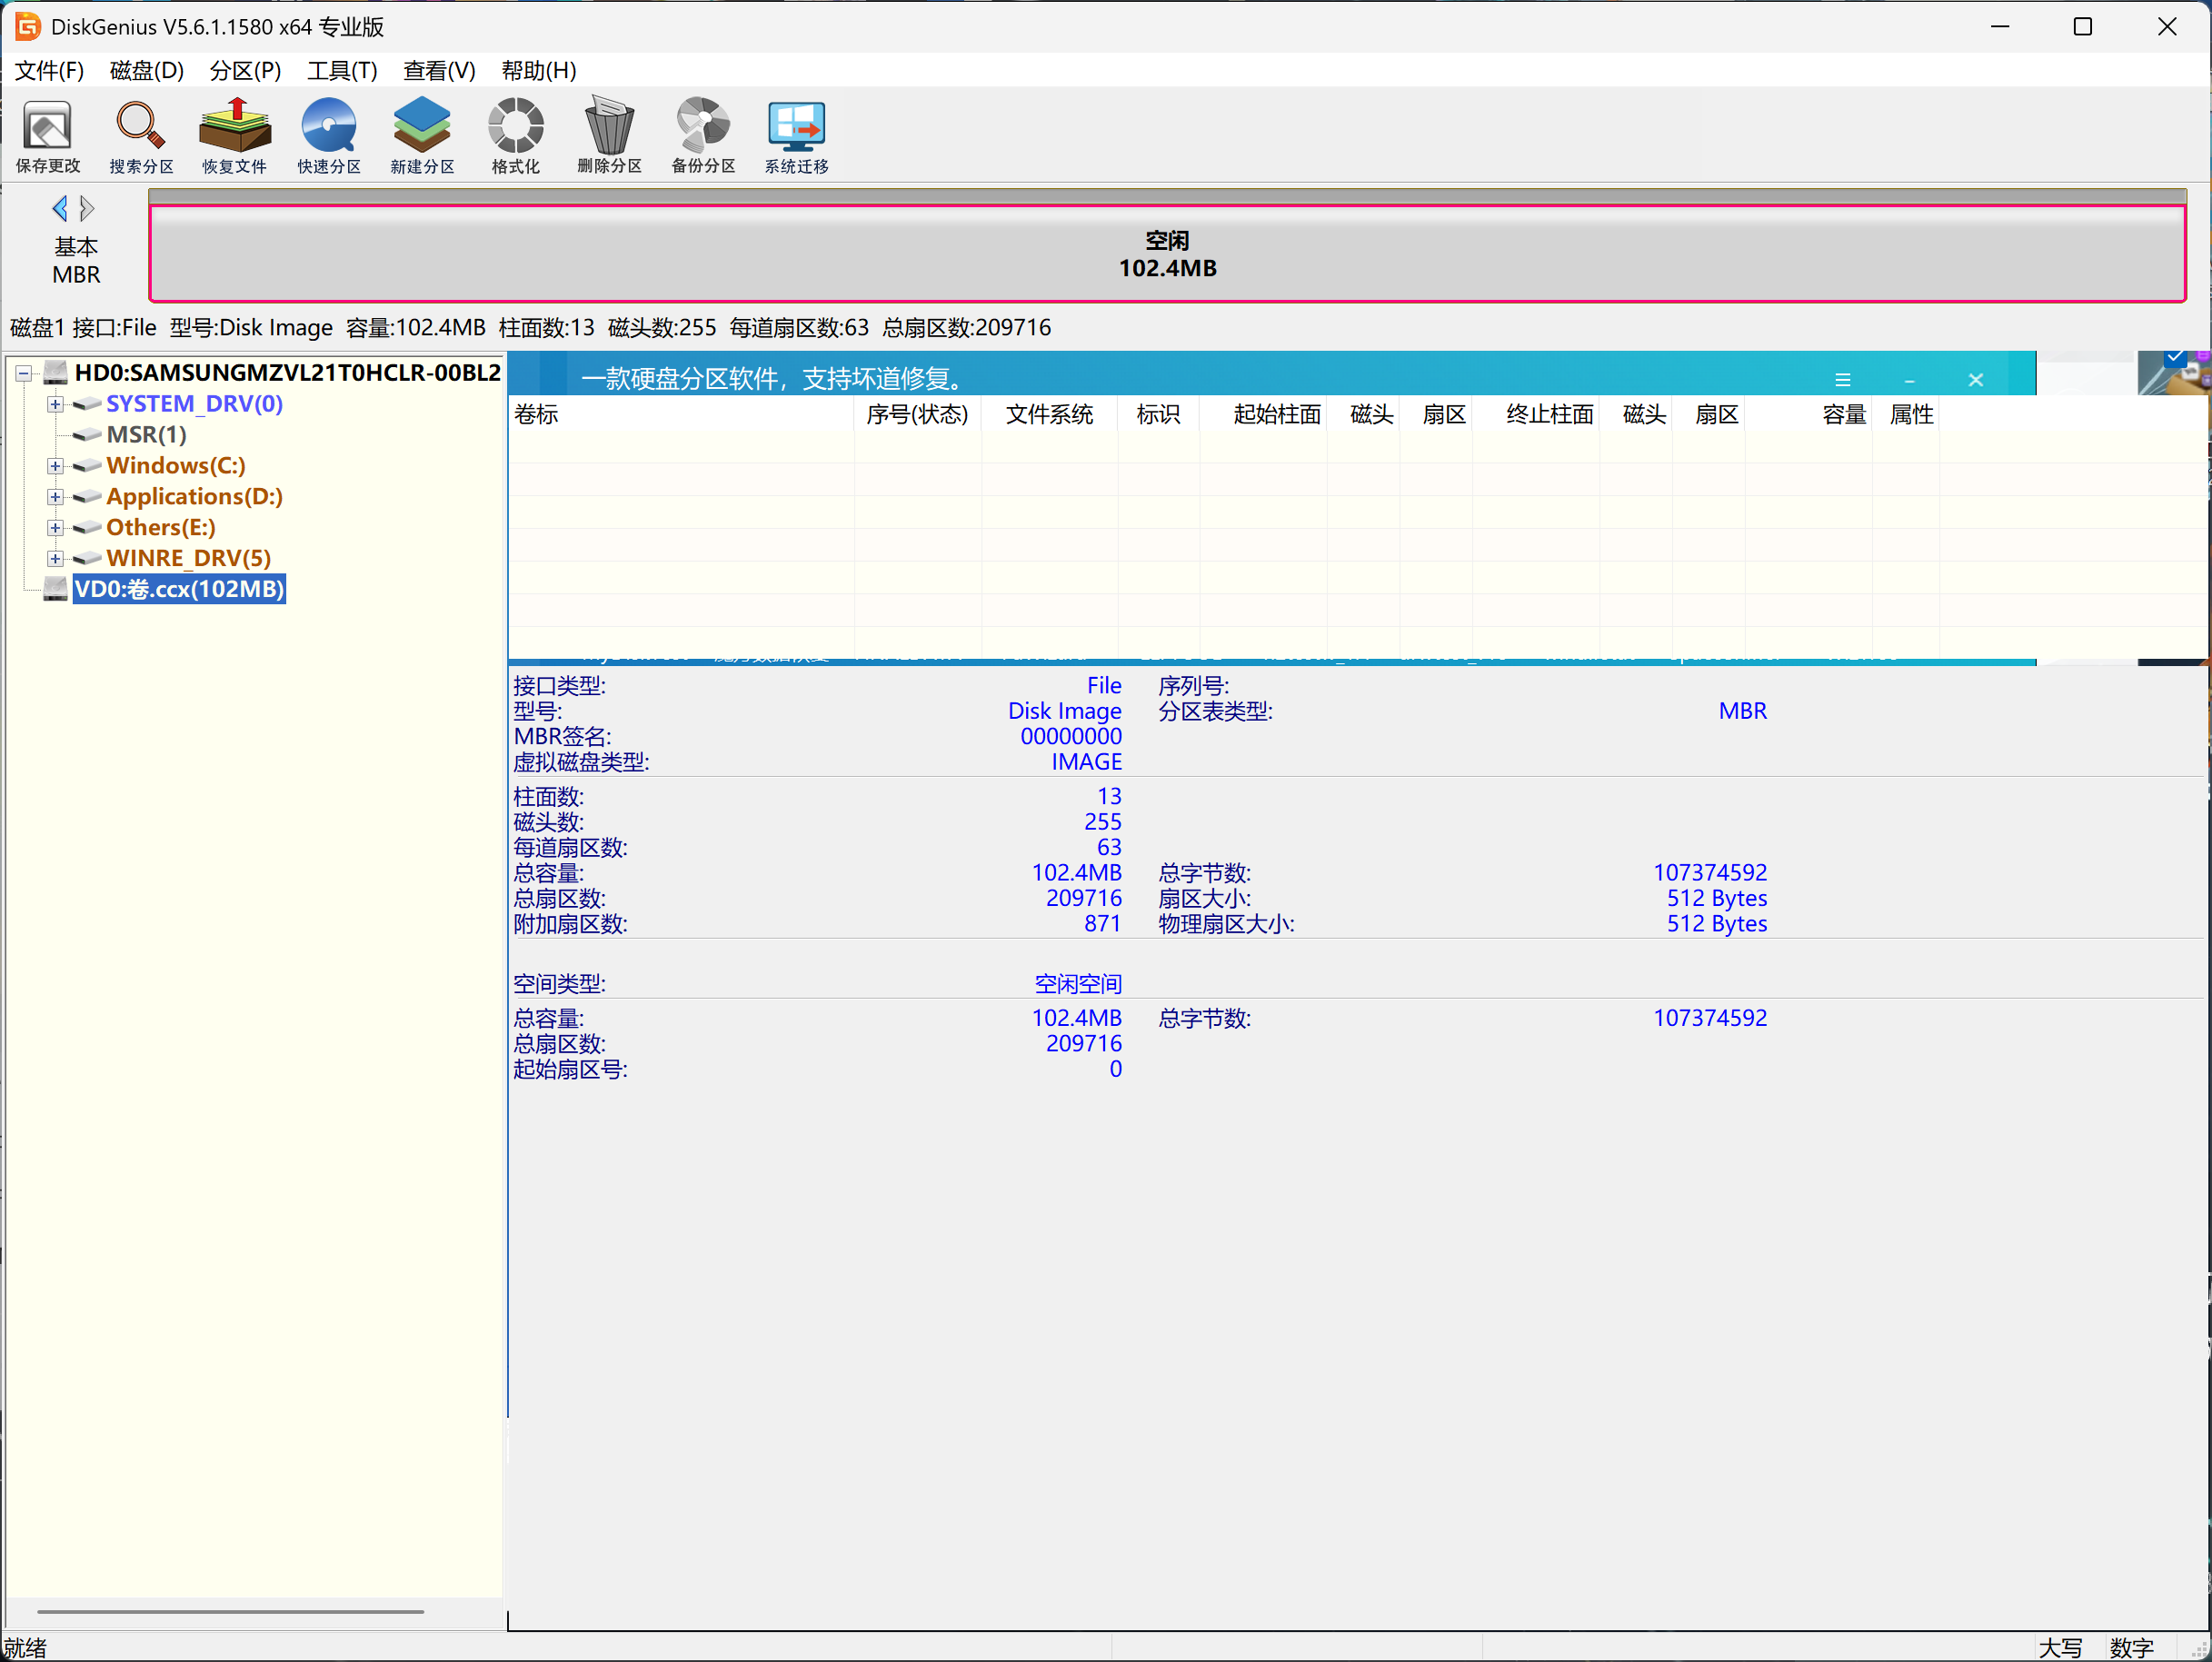 DiskGenius V5.6.1.1580 x64 专业版
文件(F) 磁盘(D) 分区(P) 工具(T) 查看(V) 帮助(H)
保存更改 搜索分区 恢复文件 快速分区 新建分区 格式化 删除分区 备份分区 系统迁移
基本
MBR
空闲
102.4MB
磁盘1 接口:File 型号:Disk Image 容量:102.4MB 柱面数:13 磁头数:255 每道扇区数:63 总扇区数:209716
HD0:SAMSUNGMZVL21T0HCLR-00BL2
SYSTEM_DRV(0)
MSR(1)
Windows(C:)
Applications(D:)
Others(E:)
WINRE_DRV(5)
VD0:卷.ccx(102MB)
一款硬盘分区软件，支持坏道修复。
卷标 序号(状态) 文件系统 标识 起始柱面 磁头 扇区 终止柱面 磁头 扇区 容量 属性
接口类型: File 序列号:
型号: Disk Image 分区表类型: MBR
MBR签名: 00000000
虚拟磁盘类型: IMAGE
柱面数: 13
磁头数: 255
每道扇区数: 63
总容量: 102.4MB 总字节数: 107374592
总扇区数: 209716 扇区大小: 512 Bytes
附加扇区数: 871 物理扇区大小: 512 Bytes
空间类型: 空闲空间
总容量: 102.4MB 总字节数: 107374592
总扇区数: 209716
起始扇区号: 0
就绪 大写 数字